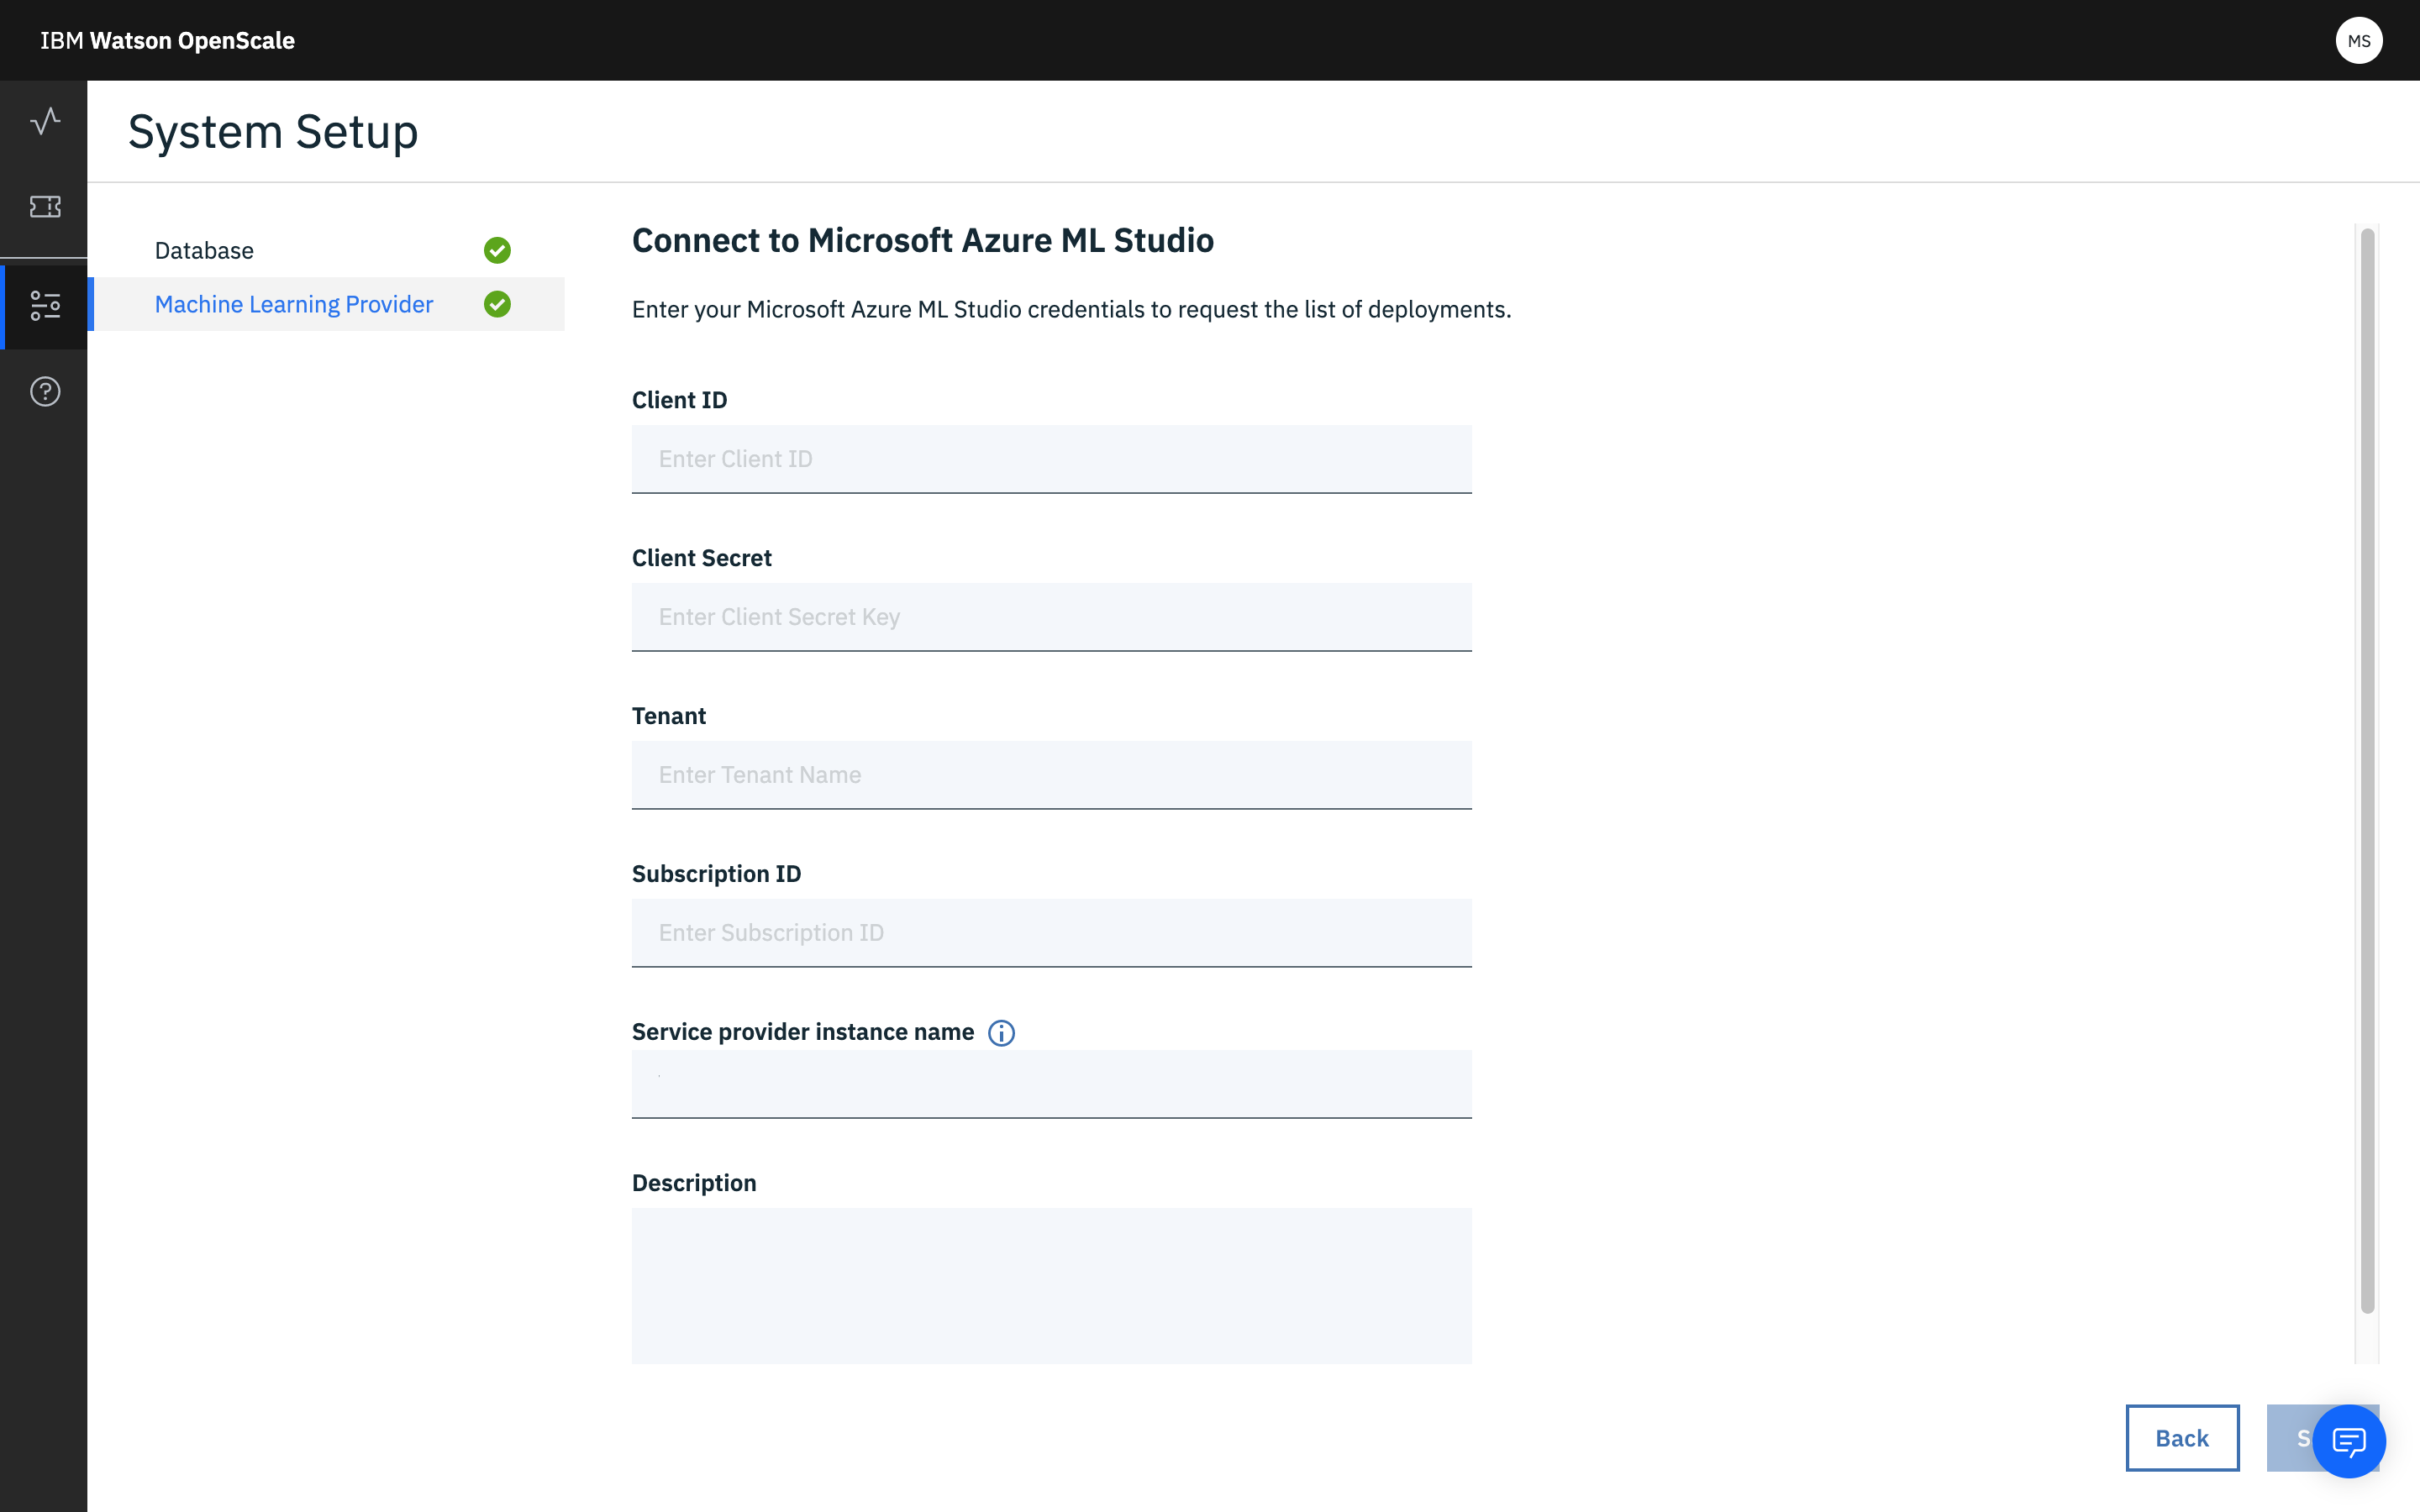 IBM Watson OpenScale
MS
System Setup
Database
Machine Learning Provider
Connect to Microsoft Azure ML Studio
Enter your Microsoft Azure ML Studio credentials to request the list of deployments.
Client ID
Enter Client ID
Client Secret
Enter Client Secret Key
Tenant
Enter Tenant Name
Subscription ID
Enter Subscription ID
Service provider instance name
Description
Back